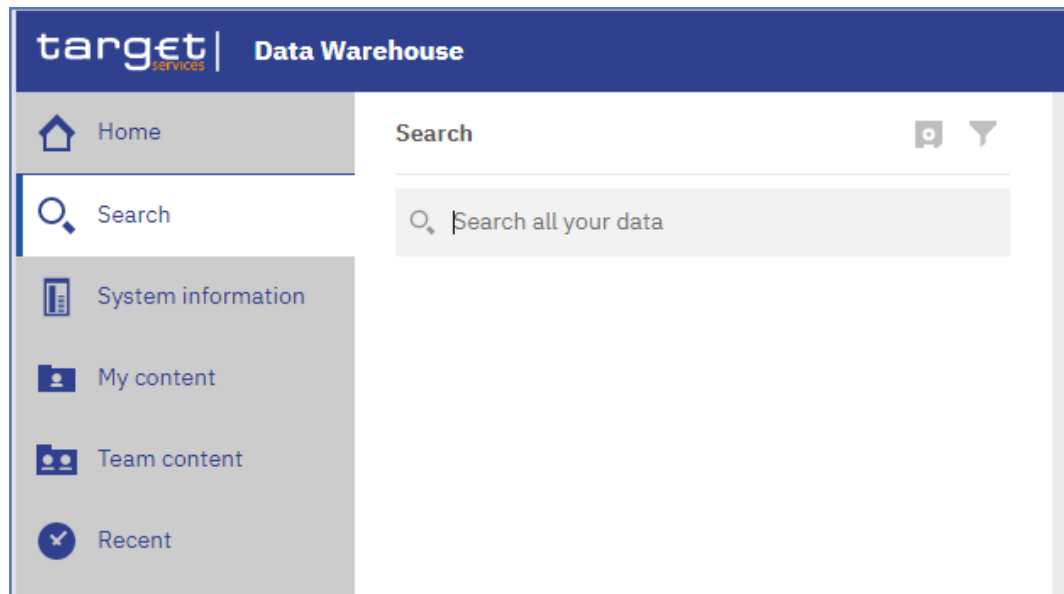 target services Data Warehouse
Home
Search
System information
My content
Team content
Recent
Search
Search all your data